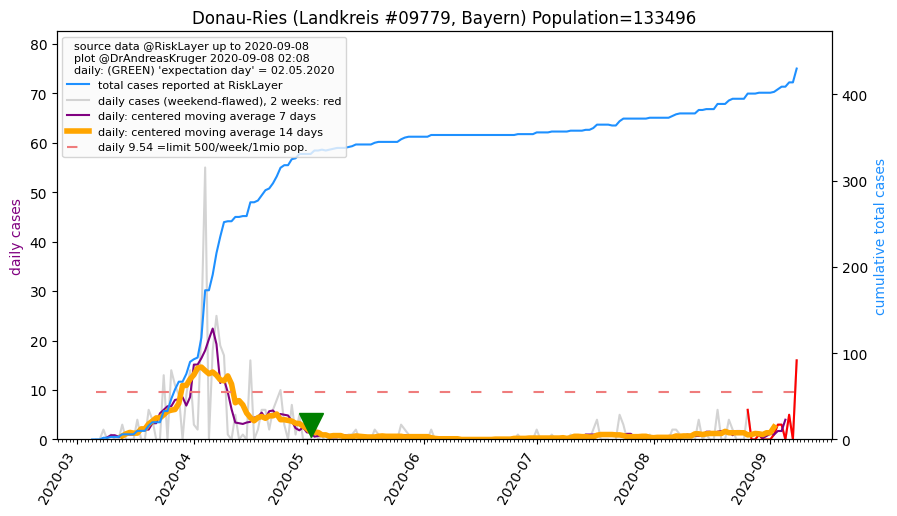 Donau-Ries (Landkreis #09779, Bayern) Population=133496
source data @RiskLayer up to 2020-09-08
plot @DrAndreasKruger 2020-09-08 02:08
daily: (GREEN) 'expectation day' = 02.05.2020
total cases reported at RiskLayer
daily cases (weekend-flawed), 2 weeks: red
daily: centered moving average 7 days
daily: centered moving average 14 days
daily 9.54 =limit 500/week/1mio pop.
daily cases
80
70
60
50
40
30
20
10
0
cumulative total cases
400
300
200
100
0
2020-03
2020-04
2020-05
2020-06
2020-07
2020-08
2020-09